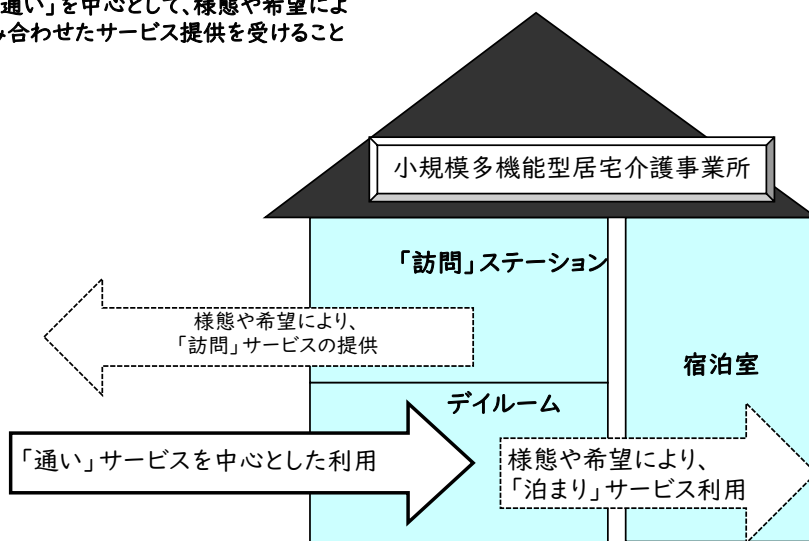 通い」を中心として、様態や希望によ
合わせたサービス提供を受けること
小規模多機能型居宅介護事業所
「訪問」ステーション
様態や希望により、
「訪問」サービスの提供
宿泊室
デイルーム
「通い」サービスを中心とした利用
様態や希望により、
「泊まり」サービス利用